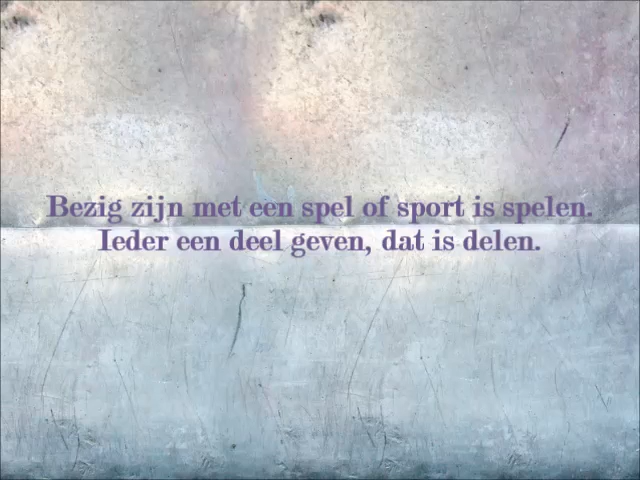 Bezig zijn met een spel of sport is spelen.
Ieder een deel geven, dat is delen.